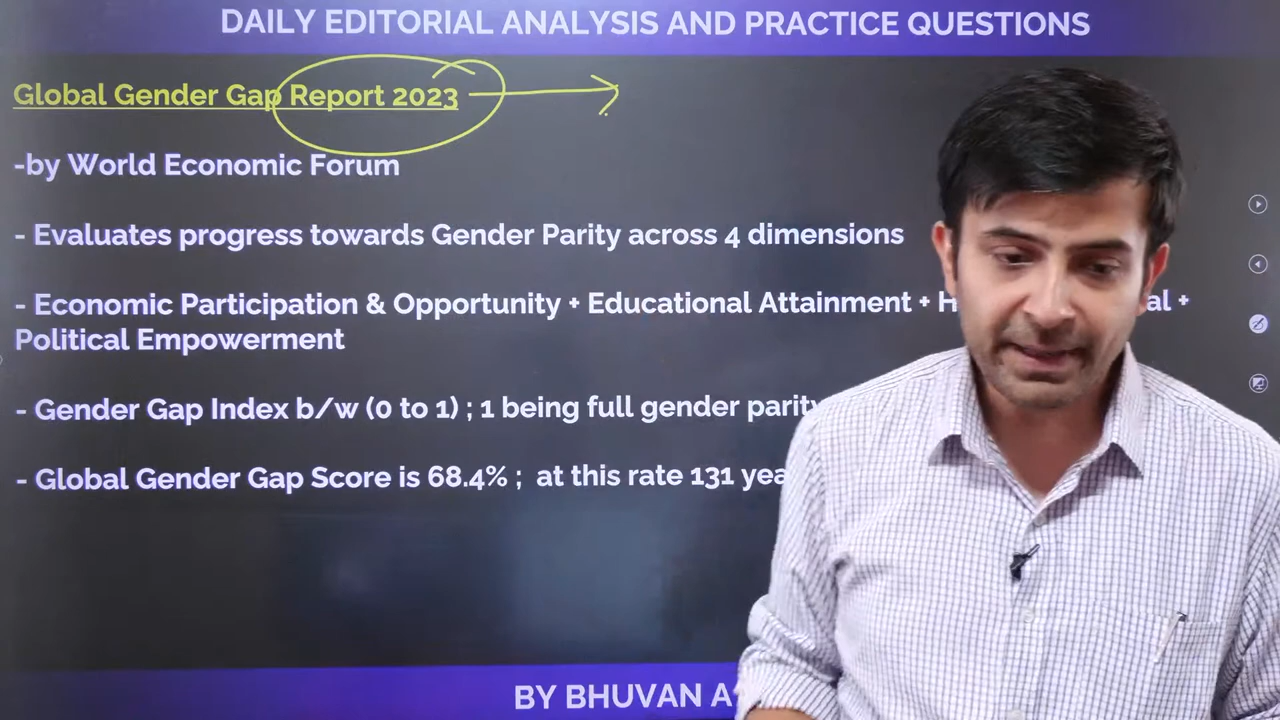 DAILY EDITORIAL ANALYSIS AND PRACTICE QUESTIONS
Global Gender Gap Report 2023
-by World Economic Forum
- Evaluates progress towards Gender Parity across 4 dimensions
- Economic Participation & Opportunity + Educational Attainment + +
Political Empowerment
- Gender Gap Index b/w (0 to 1) ; 1 being full gender parity
- Global Gender Gap Score is 68.4% ; at this rate 131
BY BHUVAN